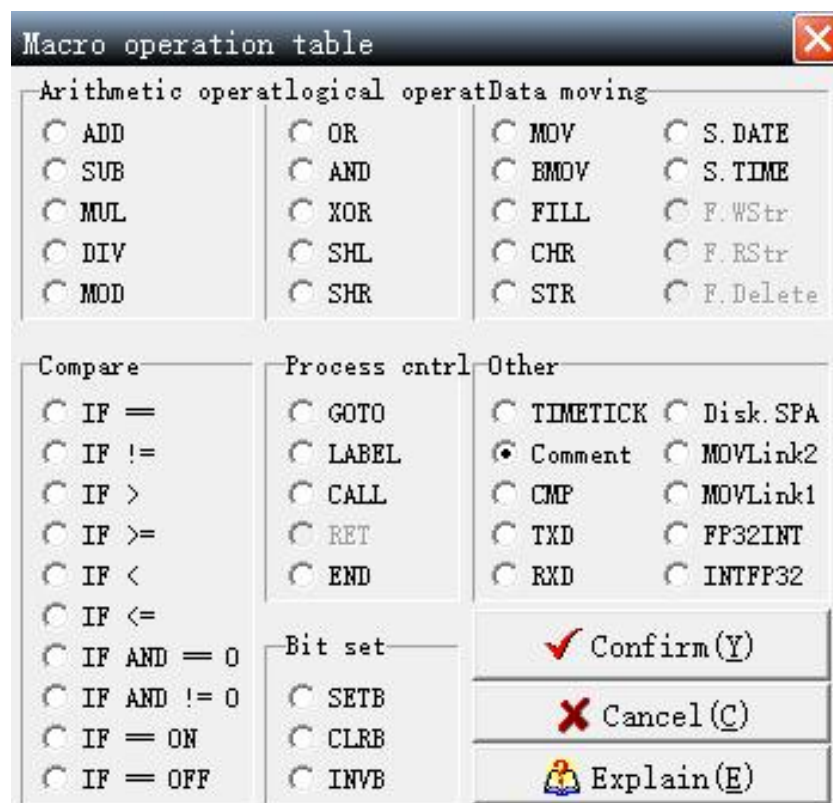 Macro operation table
Arithmetic operatlogical operatData moving
ADD OR MOV S.DATE
SUB AND BMOV S.TIME
MUL XOR FILL F.WStr
DIV SHL CHR F.RStr
MOD SHR STR F.Delete
Compare Process cntrl Other
IF == GOTO TIMETICK Disk.SPA
IF != LABEL Comment MOVLink2
IF > CALL CMP MOVLink1
IF >= RET TXD FP32INT
IF < END RXD INTFP32
IF <=
IF AND == 0 Bit set Confirm(Y)
IF AND != 0 SETB Cancel(C)
IF == ON CLRB
IF == OFF INVB Explain(E)